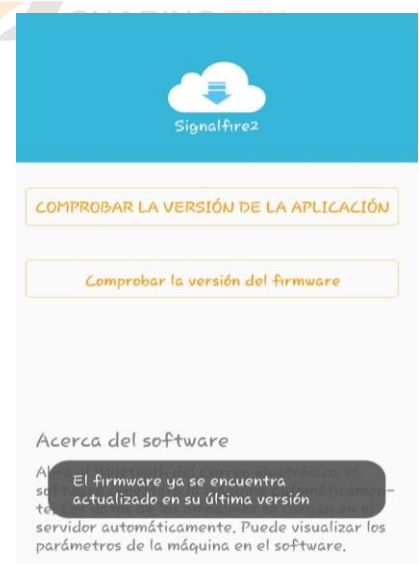 Signalfire2
COMPROBAR LA VERSIÓN DE LA APLICACIÓN
Comprobar la versión del firmware
Acerca del software
El firmware ya se encuentra
actualizado en su última versión
servidor automáticamente. Puede visualizar los
parámetros de la máquina en el software.